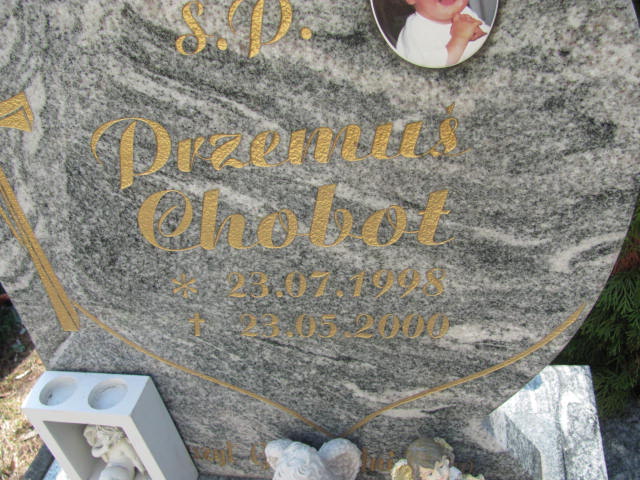 ś.P.
Przemuś
Chobot
* 23.07.1998
† 23.05.2000